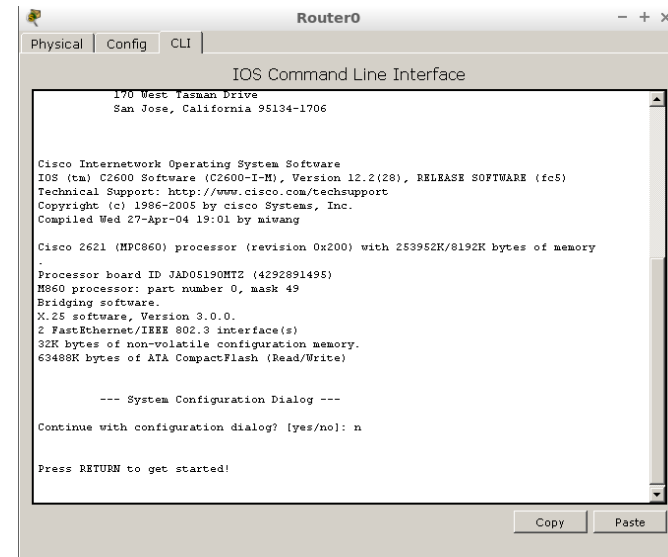 Router0
Physical Config CLI
IOS Command Line Interface
170 West Tasman Drive
San Jose, California 95134-1706
Cisco Internetwork Operating System Software
IOS (tm) C2600 Software (C2600-I-M), Version 12.2(28), RELEASE SOFTWARE (fc5)
Technical Support: http://www.cisco.com/techsupport
Copyright (c) 1986-2005 by cisco Systems, Inc.
Compiled Wed 27-Apr-04 19:01 by miwang
Cisco 2621 (MPC860) processor (revision 0x200) with 253952K/8192K bytes of memory
.
Processor board ID JAD05190MTZ (4292891495)
M860 processor: part number 0, mask 49
Bridging software.
X.25 software, Version 3.0.0.
2 FastEthernet/IEEE 802.3 interface(s)
32K bytes of non-volatile configuration memory.
63488K bytes of ATA CompactFlash (Read/Write)
--- System Configuration Dialog ---
Continue with configuration dialog? [yes/no]: n
Press RETURN to get started!
Copy Paste